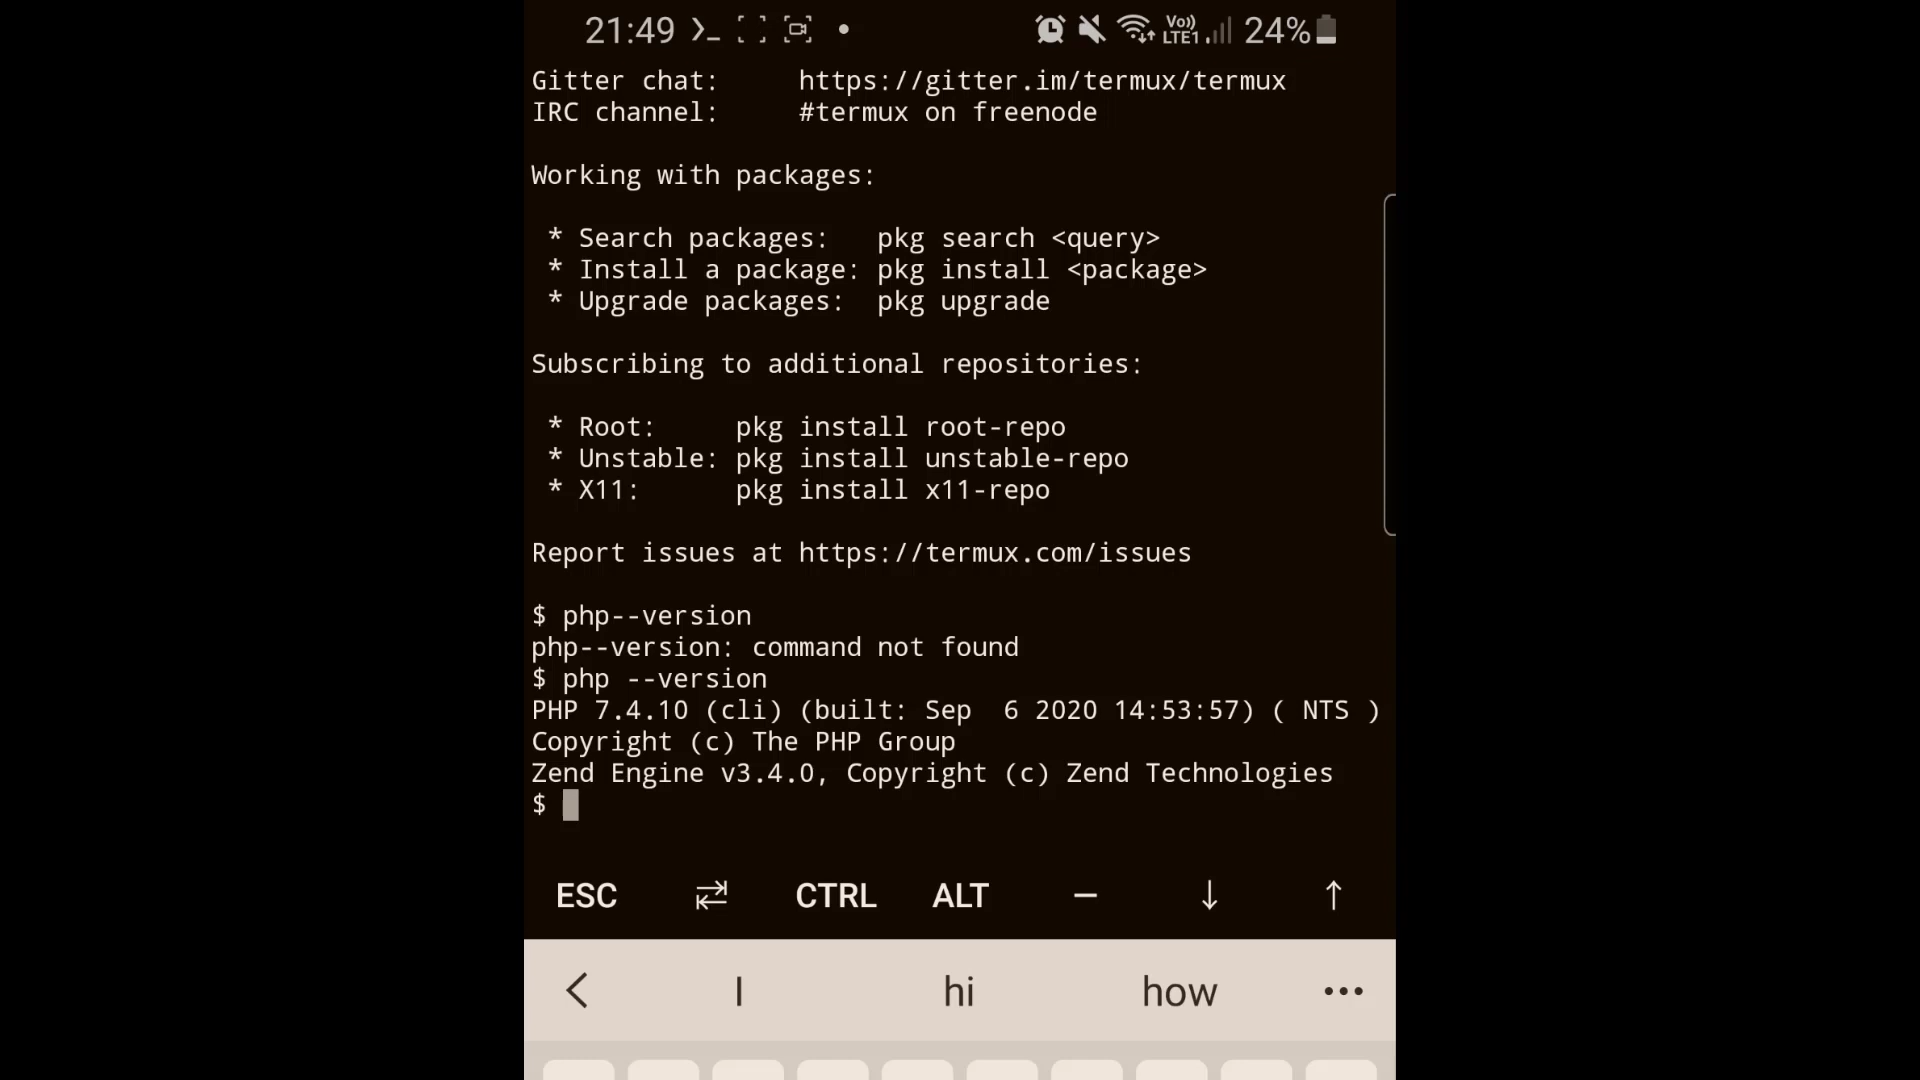 21:49 24%
Vo))
LTE1
Gitter chat:     https://gitter.im/termux/termux
IRC channel:     #termux on freenode
Working with packages:
 * Search packages:   pkg search <query>
 * Install a package: pkg install <package>
 * Upgrade packages:  pkg upgrade
Subscribing to additional repositories:
 * Root:     pkg install root-repo
 * Unstable: pkg install unstable-repo
 * X11:      pkg install x11-repo
Report issues at https://termux.com/issues
$ php--version
php--version: command not found
$ php --version
PHP 7.4.10 (cli) (built: Sep  6 2020 14:53:57) ( NTS )
Copyright (c) The PHP Group
Zend Engine v3.4.0, Copyright (c) Zend Technologies
$
ESC CTRL ALT – ↓ ↑
I hi how